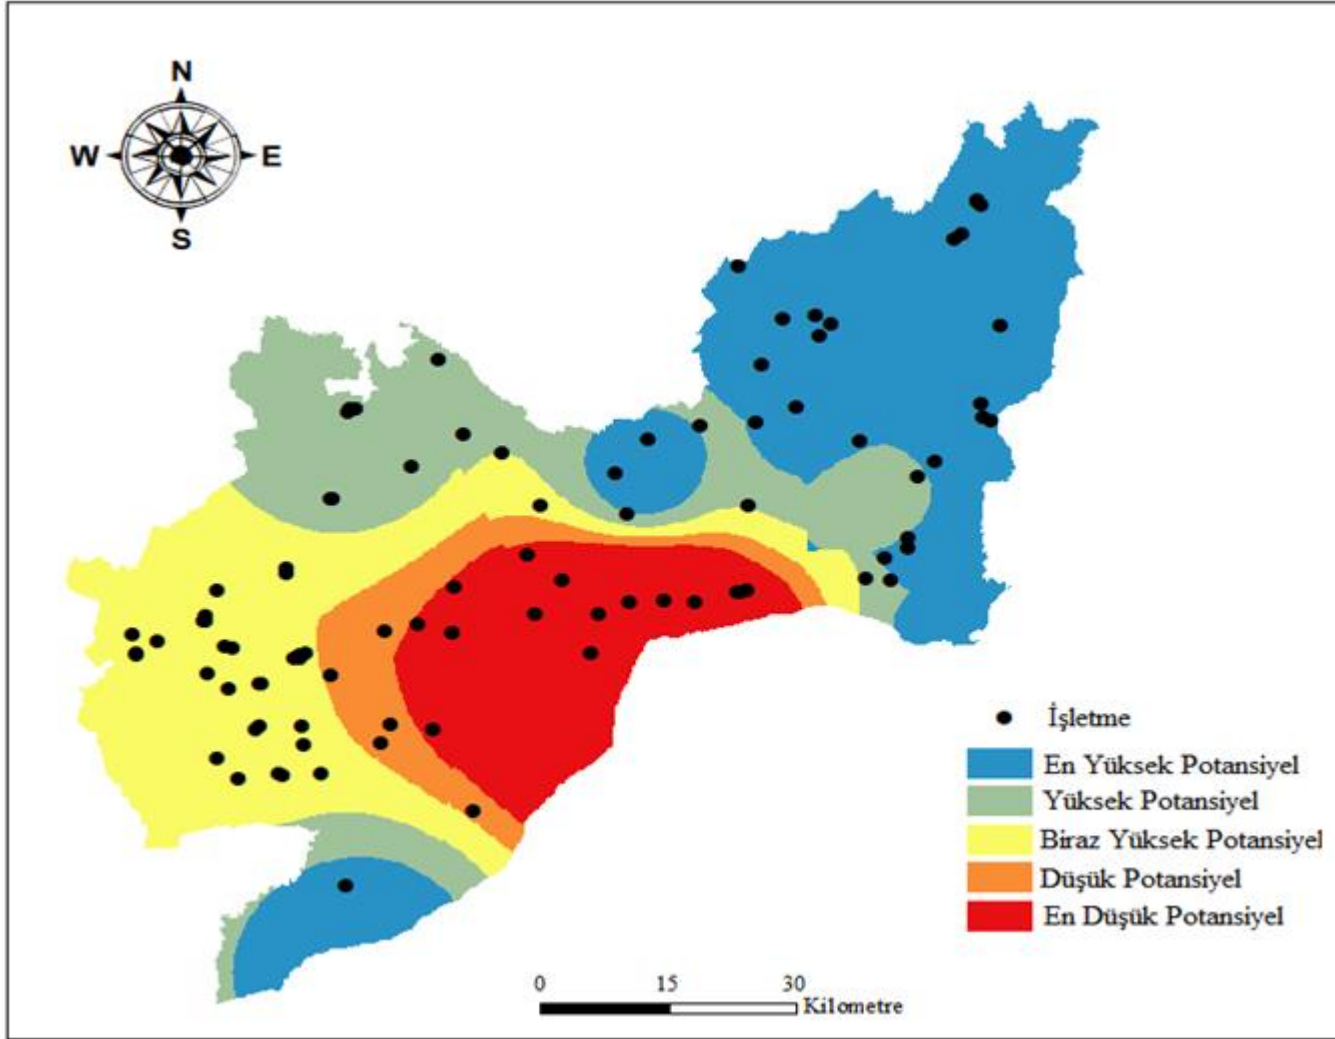 N
W E
S
İşletme
En Yüksek Potansiyel
Yüksek Potansiyel
Biraz Yüksek Potansiyel
Düşük Potansiyel
En Düşük Potansiyel
0 15 30
Kilometre